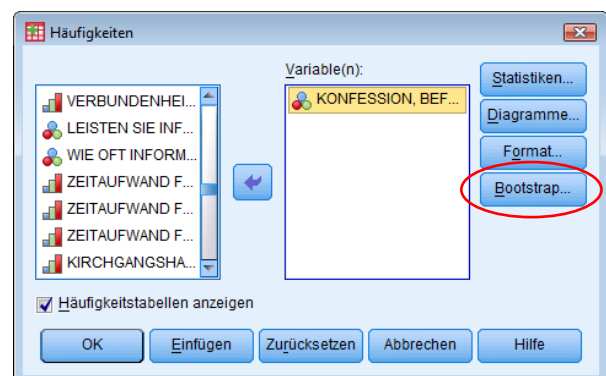 Häufigkeiten
Variable(n):
VERBUNDENHEI...
LEISTEN SIE INF...
WIE OFT INFORM...
ZEITAUFWAND F...
ZEITAUFWAND F...
ZEITAUFWAND F...
KIRCHGANGSHA...
KONFESSION, BEF...
Statistiken...
Diagramme...
Format...
Bootstrap...
Häufigkeitstabellen anzeigen
OK Einfügen Zurücksetzen Abbrechen Hilfe